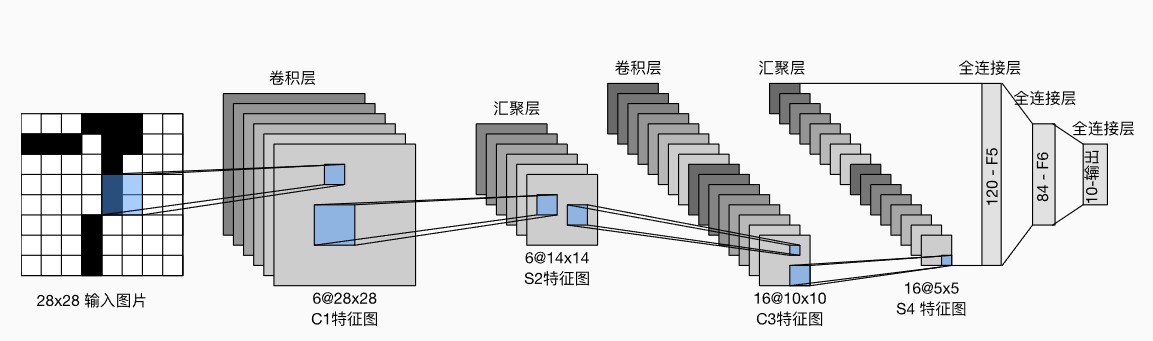 卷积层
汇聚层
卷积层
汇聚层
全连接层
全连接层
全连接层
120 - F5
84 - F6
10-输出
28x28 输入图片
6@28x28
C1特征图
6@14x14
S2特征图
16@10x10
C3特征图
16@5x5
S4 特征图